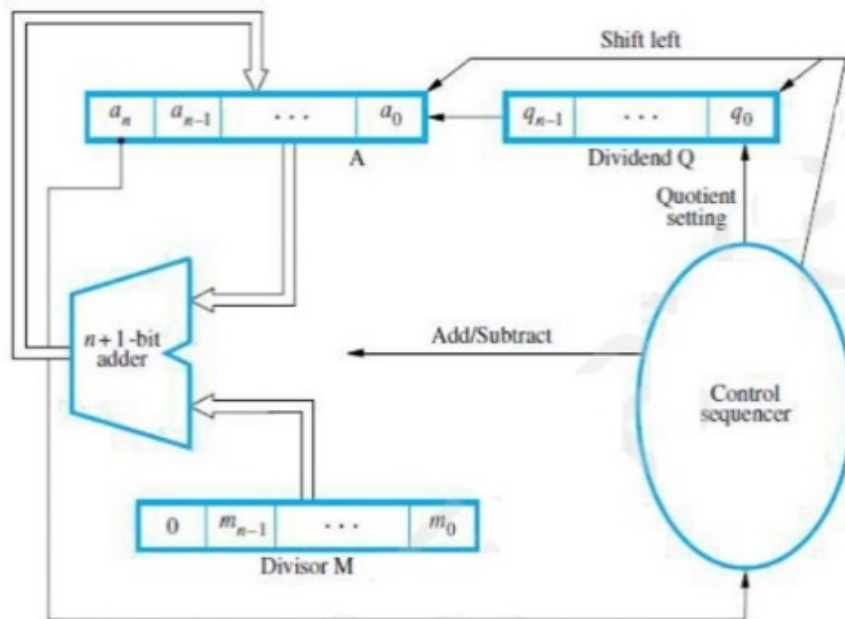 Shift left
a_n a_{n-1} ... a_0
q_{n-1} ... q_0
A
Dividend Q
Quotient
setting
n + 1-bit
adder
Add/Subtract
Control
sequencer
0 m_{n-1} ... m_0
Divisor M